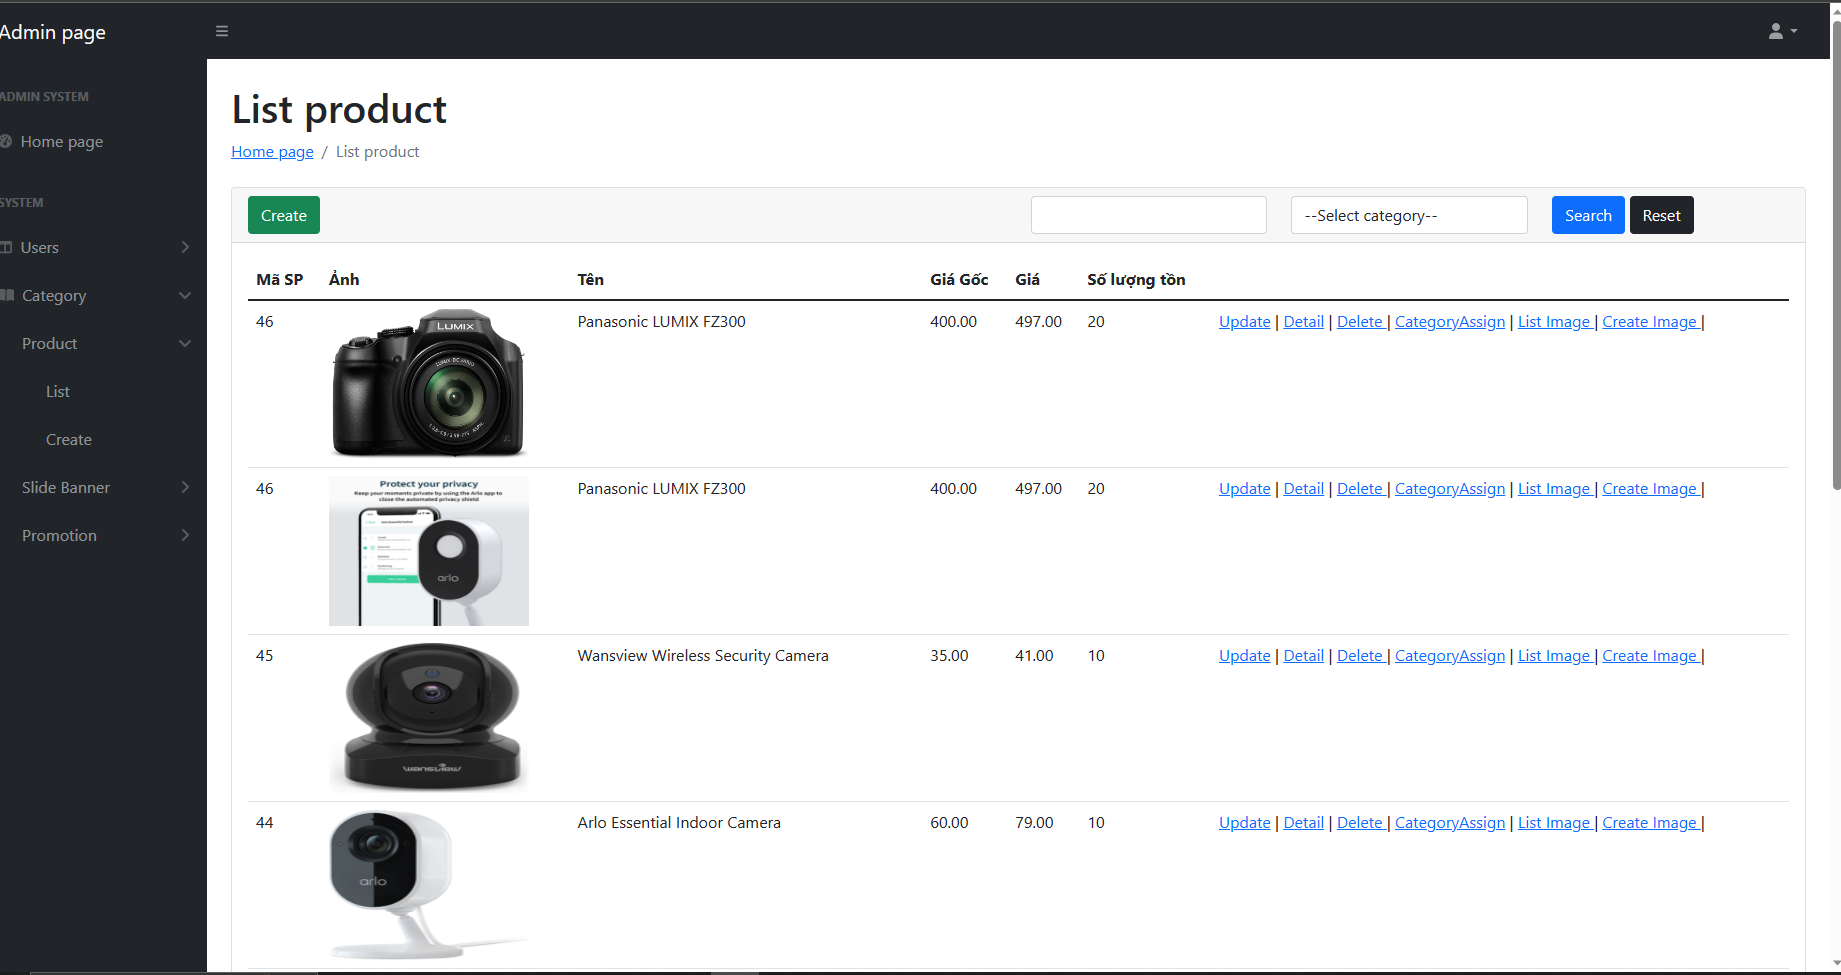 Admin page
ADMIN SYSTEM
Home page
SYSTEM
Users
Category
Product
List
Create
Slide Banner
Promotion
List product
Home page / List product
Create --Select category-- Search Reset
Mã SP Ảnh Tên Giá Gốc Giá Số lượng tồn
46 Panasonic LUMIX FZ300 400.00 497.00 20 Update | Detail | Delete | CategoryAssign | List Image | Create Image |
LUMIX
LUMIX DC VARIO
46 Panasonic LUMIX FZ300 400.00 497.00 20 Update | Detail | Delete | CategoryAssign | List Image | Create Image |
Protect your privacy
Keep your moments private by using the Arlo app to
close the automated privacy shield
arlo
45 Wansview Wireless Security Camera 35.00 41.00 10 Update | Detail | Delete | CategoryAssign | List Image | Create Image |
wansview
44 Arlo Essential Indoor Camera 60.00 79.00 10 Update | Detail | Delete | CategoryAssign | List Image | Create Image |
arlo